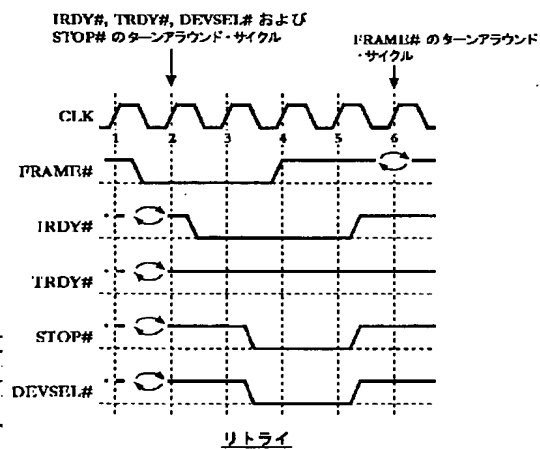 IRDY#, TRDY#, DEVSEL# および
STOP# のターンアラウンド・サイクル
FRAME# のターンアラウンド
・サイクル
CLK
1 2 3 4 5 6
FRAME#
IRDY#
TRDY#
STOP#
DEVSEL#
リトライ